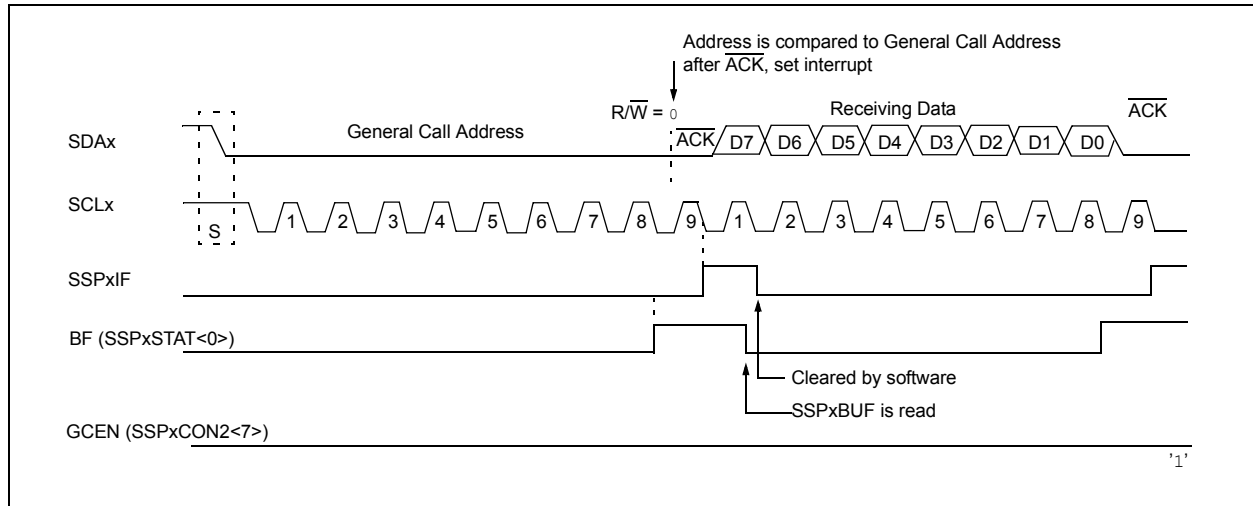 Address is compared to General Call Address
after ACK, set interrupt
R/W = 0
Receiving Data
ACK
SDAx
General Call Address
ACK D7 D6 D5 D4 D3 D2 D1 D0
SCLx
S
1 2 3 4 5 6 7 8 9 1 2 3 4 5 6 7 8 9
SSPxIF
BF (SSPxSTAT<0>)
Cleared by software
SSPxBUF is read
GCEN (SSPxCON2<7>)
'1'